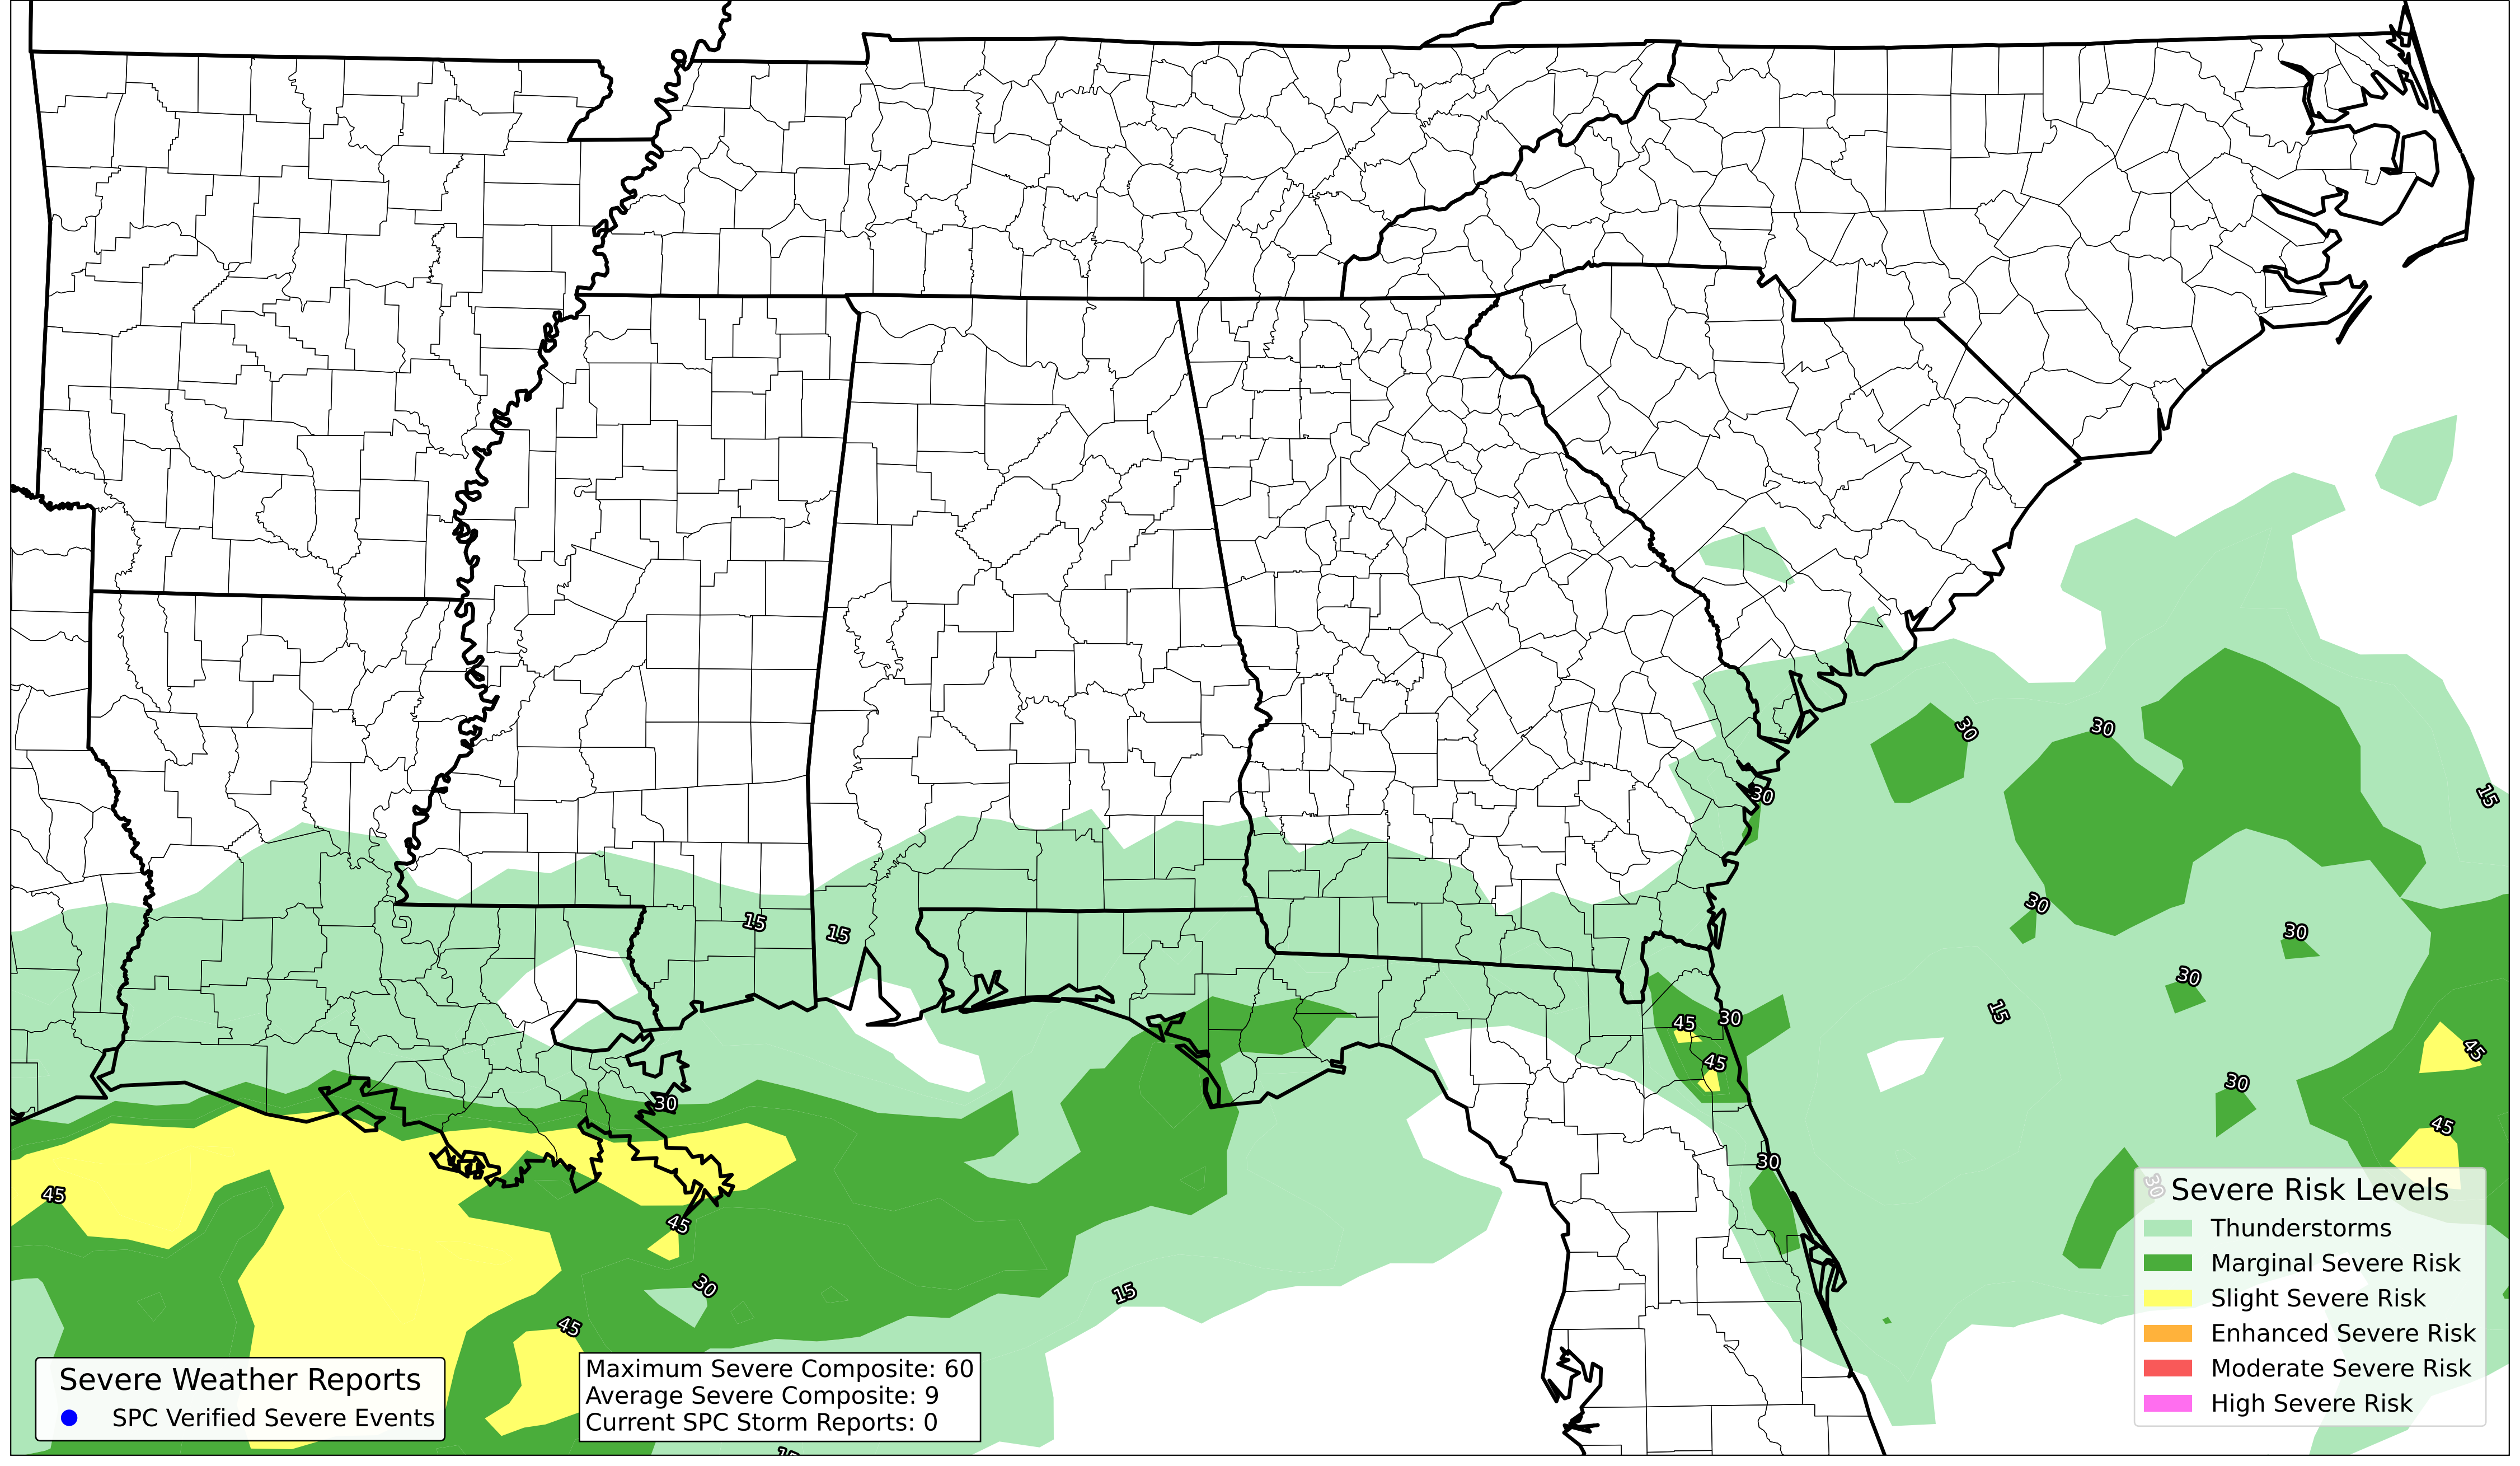 30
30
15
30
15
15
30
30
30
15
45
30
45
45
30
30
45
30
45
30
45
30
15
45
15
Severe Risk Levels
Thunderstorms
Marginal Severe Risk
Slight Severe Risk
Enhanced Severe Risk
Moderate Severe Risk
High Severe Risk
Severe Weather Reports
SPC Verified Severe Events
Maximum Severe Composite: 60
Average Severe Composite: 9
Current SPC Storm Reports: 0